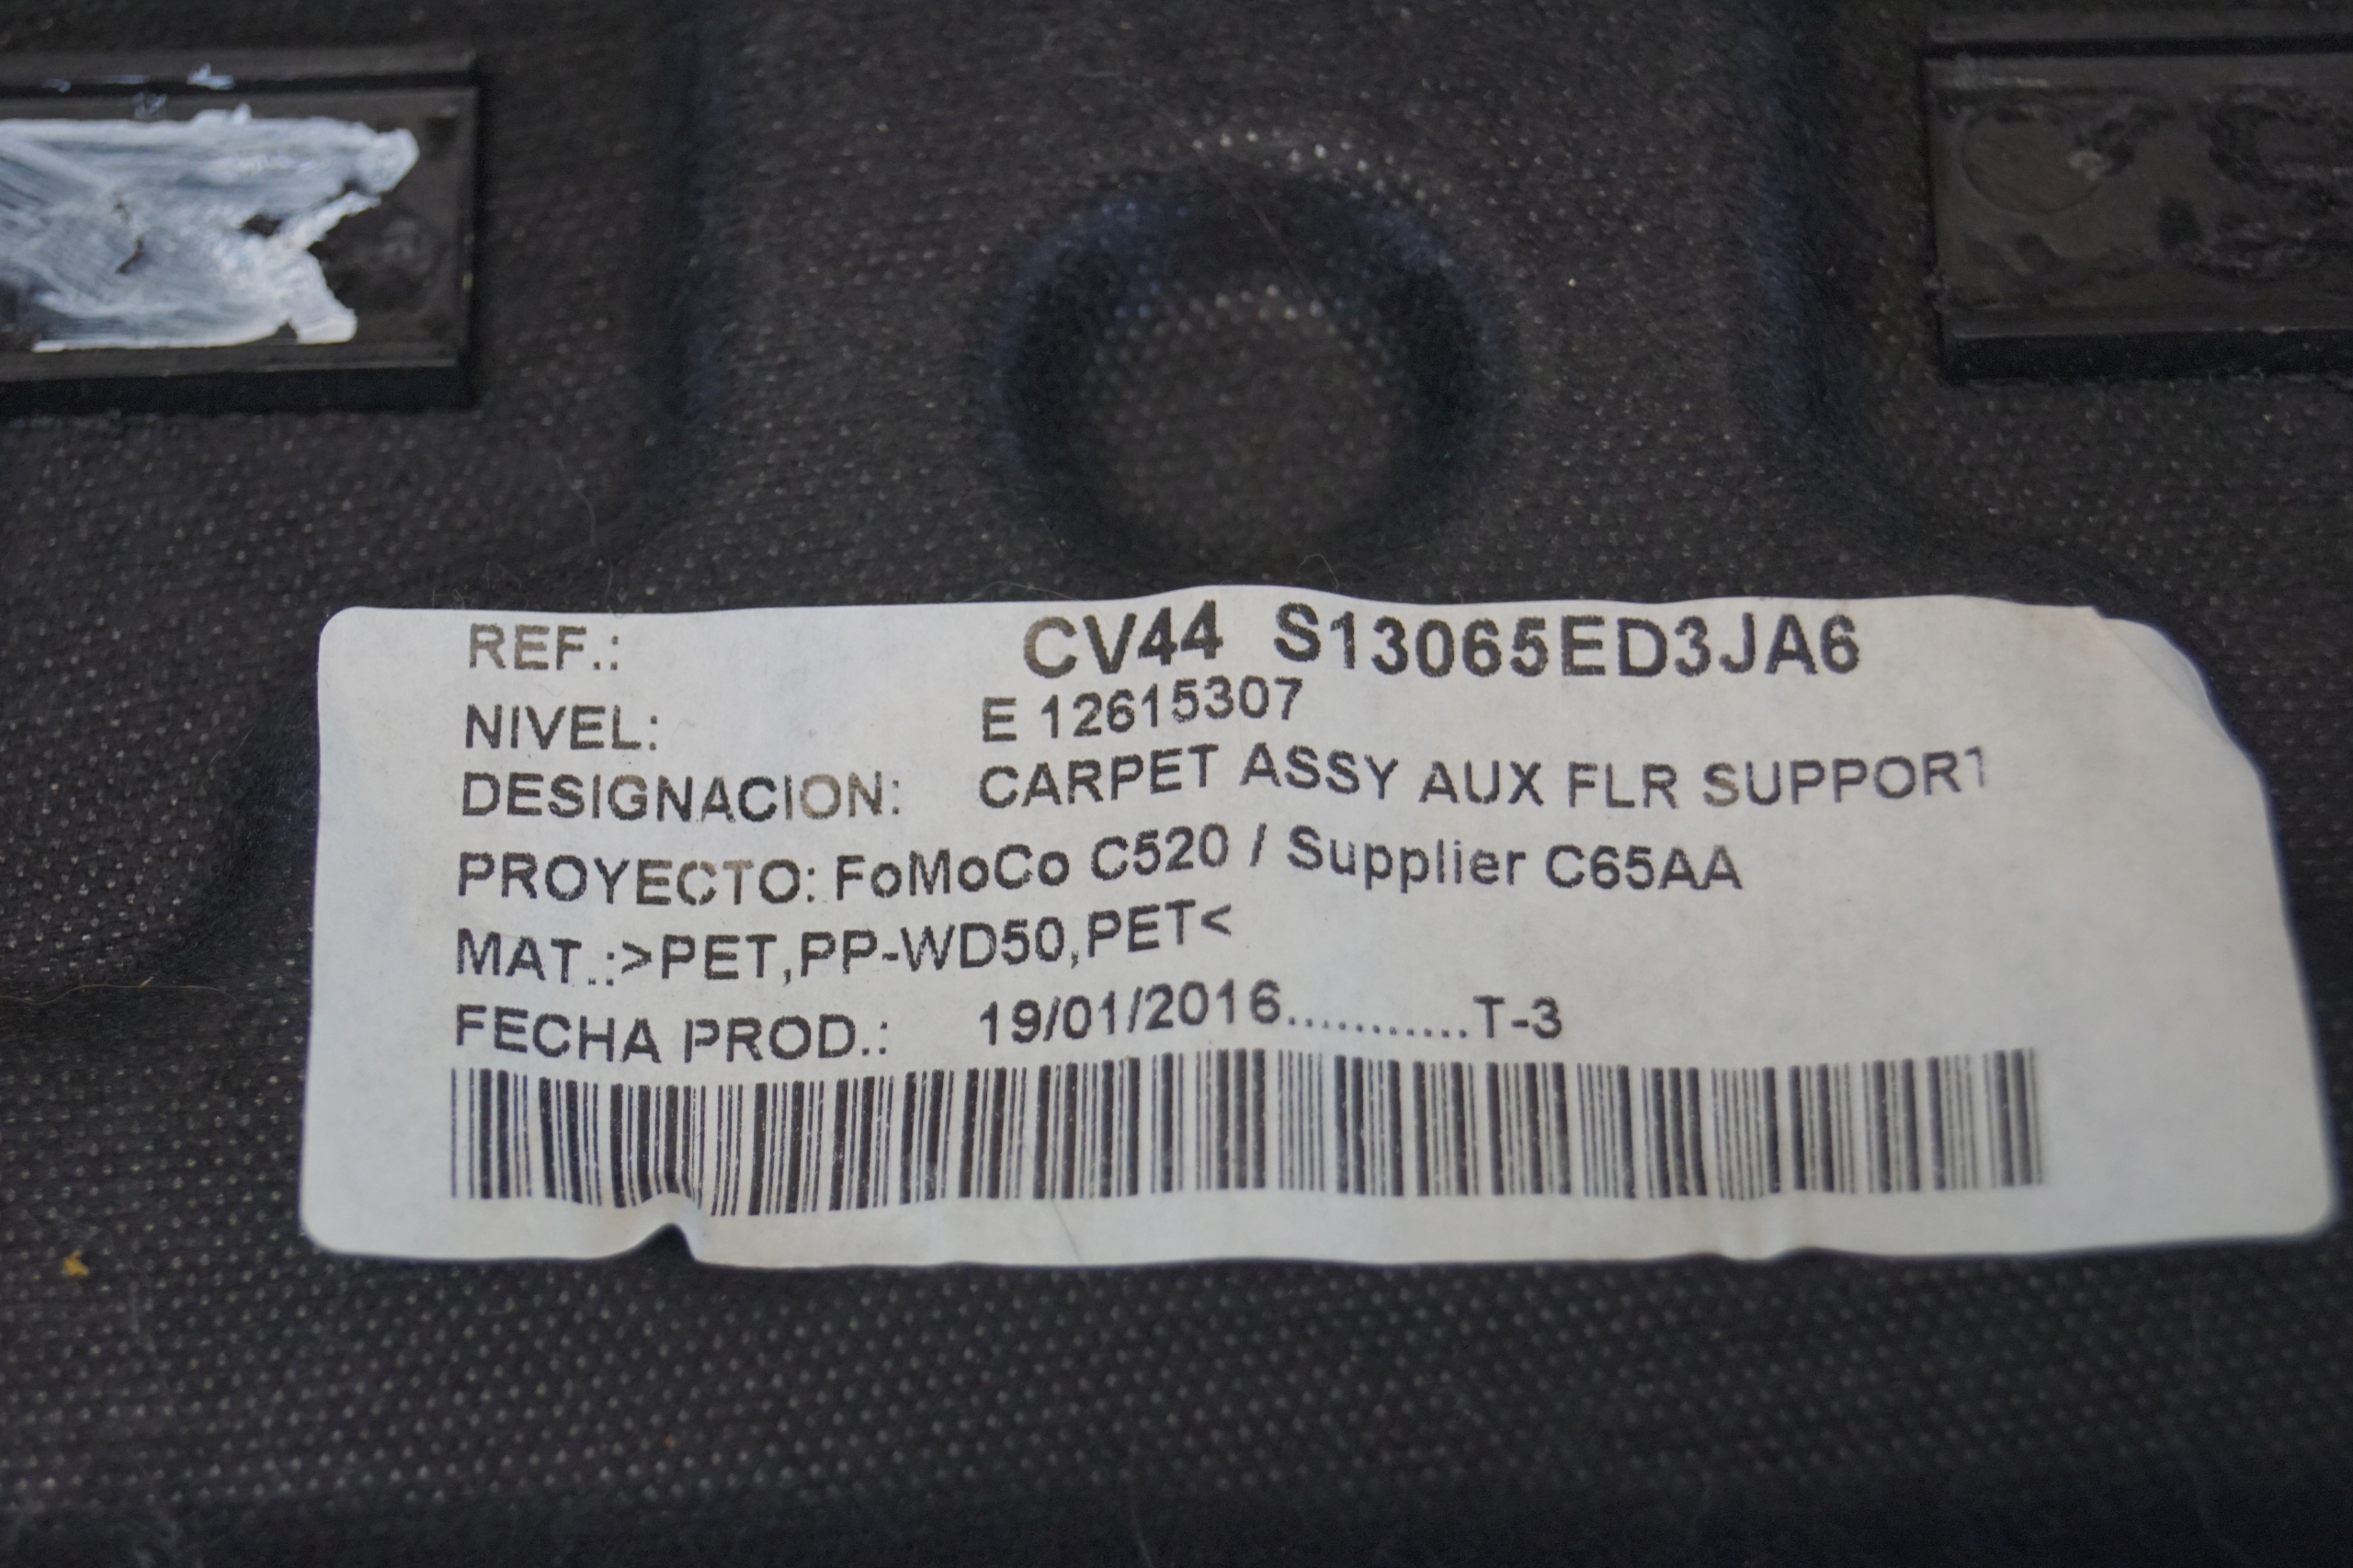 REF.: CV44 S13065ED3JA6
NIVEL: E 12615307
DESIGNACION: CARPET ASSY AUX FLR SUPPORT
PROYECTO: FoMoCo C520 / Supplier C65AA
MAT.:>PET,PP-WD50,PET<
FECHA PROD.: 19/01/2016...........T-3